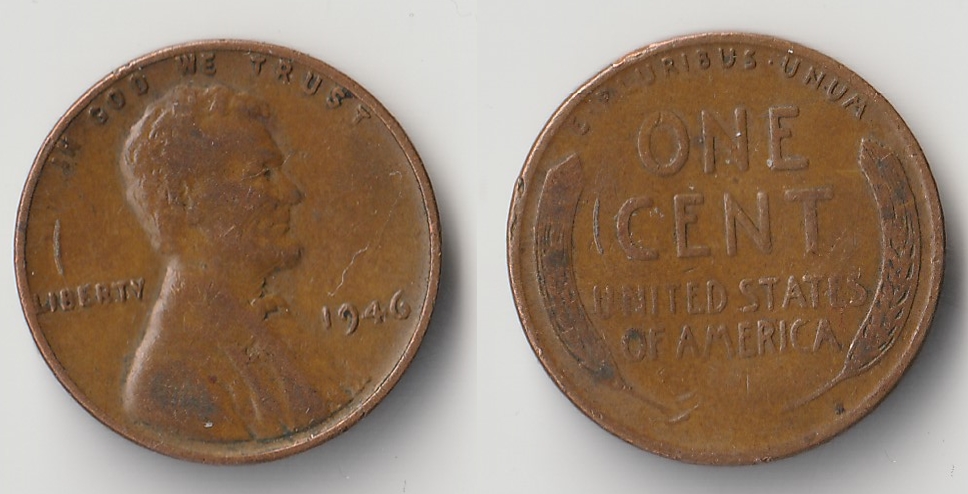 IN GOD WE TRUST
LIBERTY
1946
E PLURIBUS · UNUM
ONE
CENT
UNITED STATES
OF AMERICA